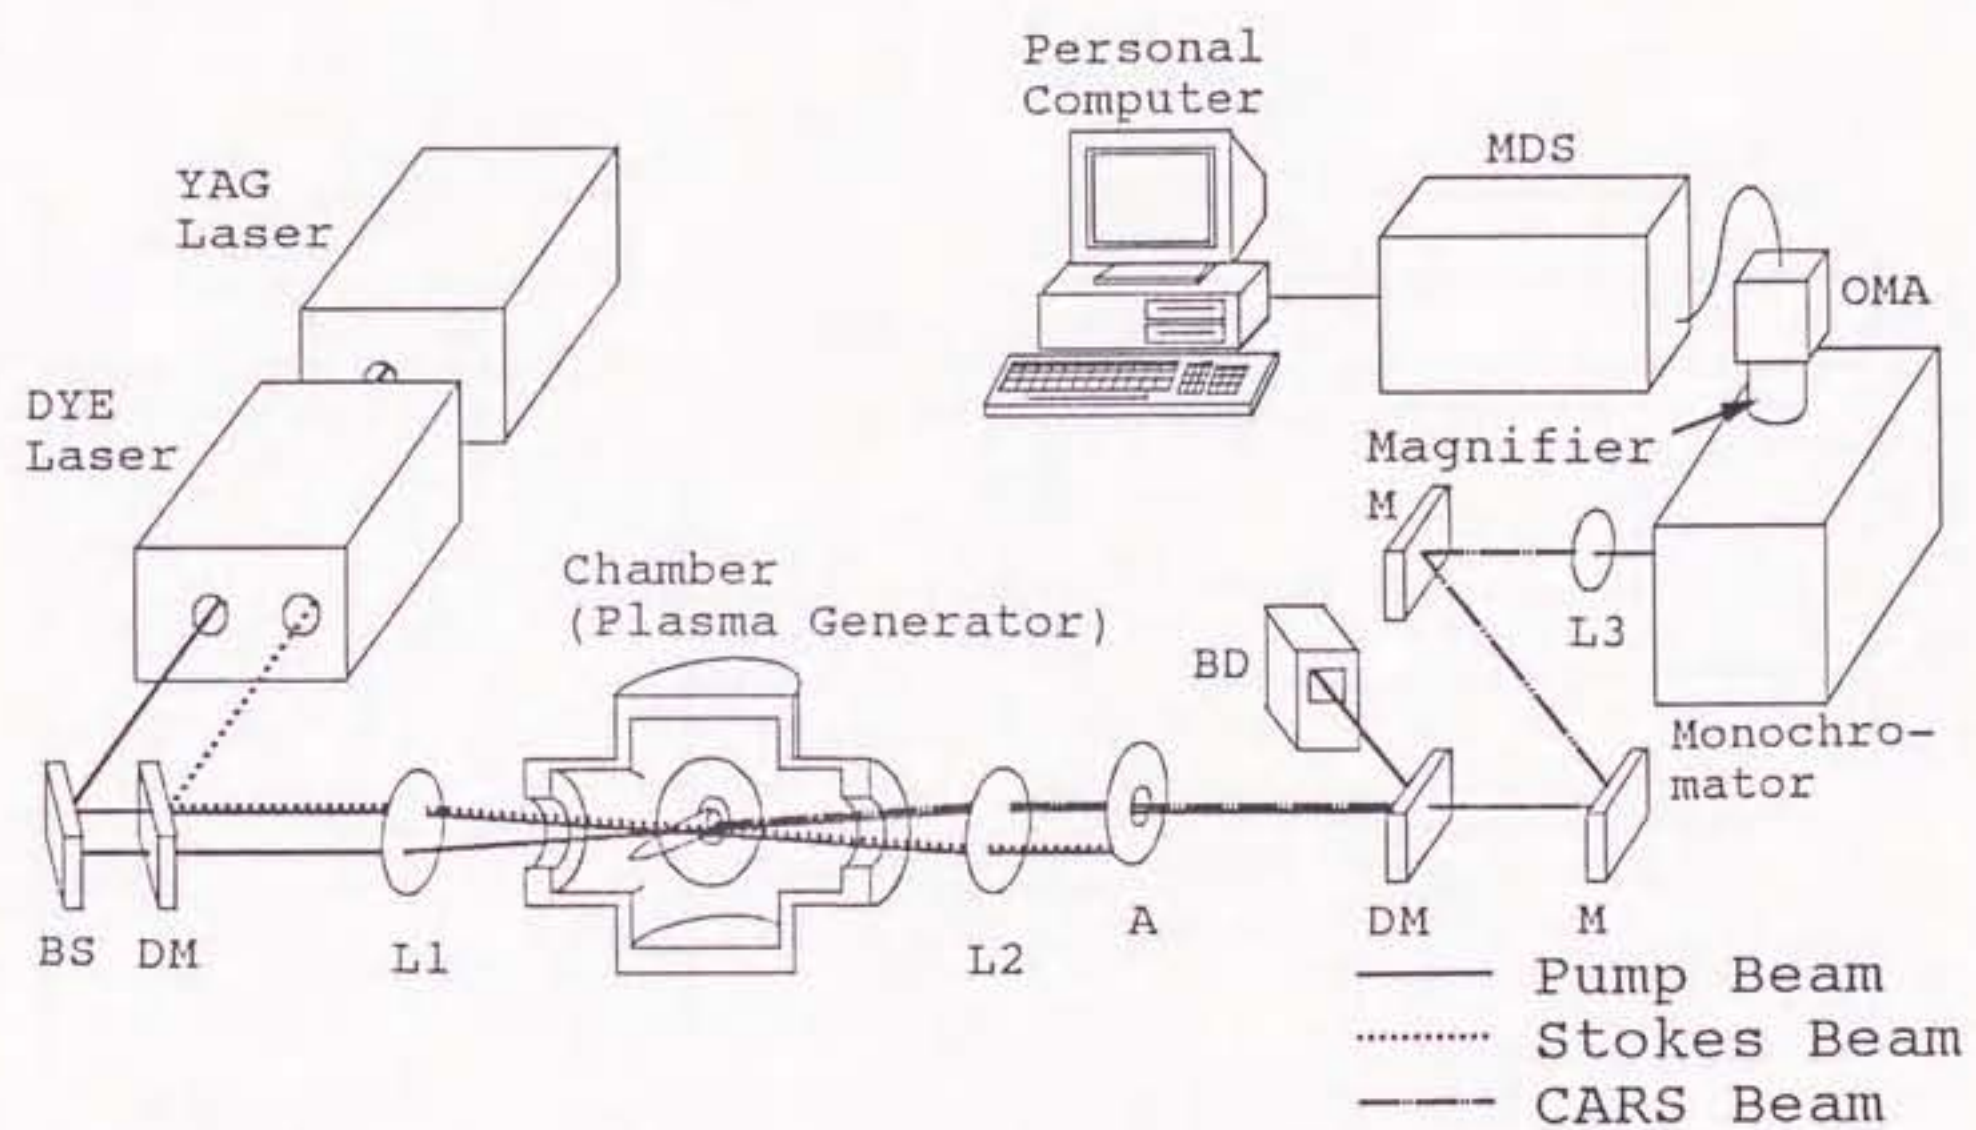 Personal
Computer
MDS
YAG
Laser
OMA
DYE
Laser
Magnifier
M
Chamber
(Plasma Generator)
L3
BD
Monochro-
mator
BS
DM
L1
L2
A
DM
M
Pump Beam
Stokes Beam
CARS Beam